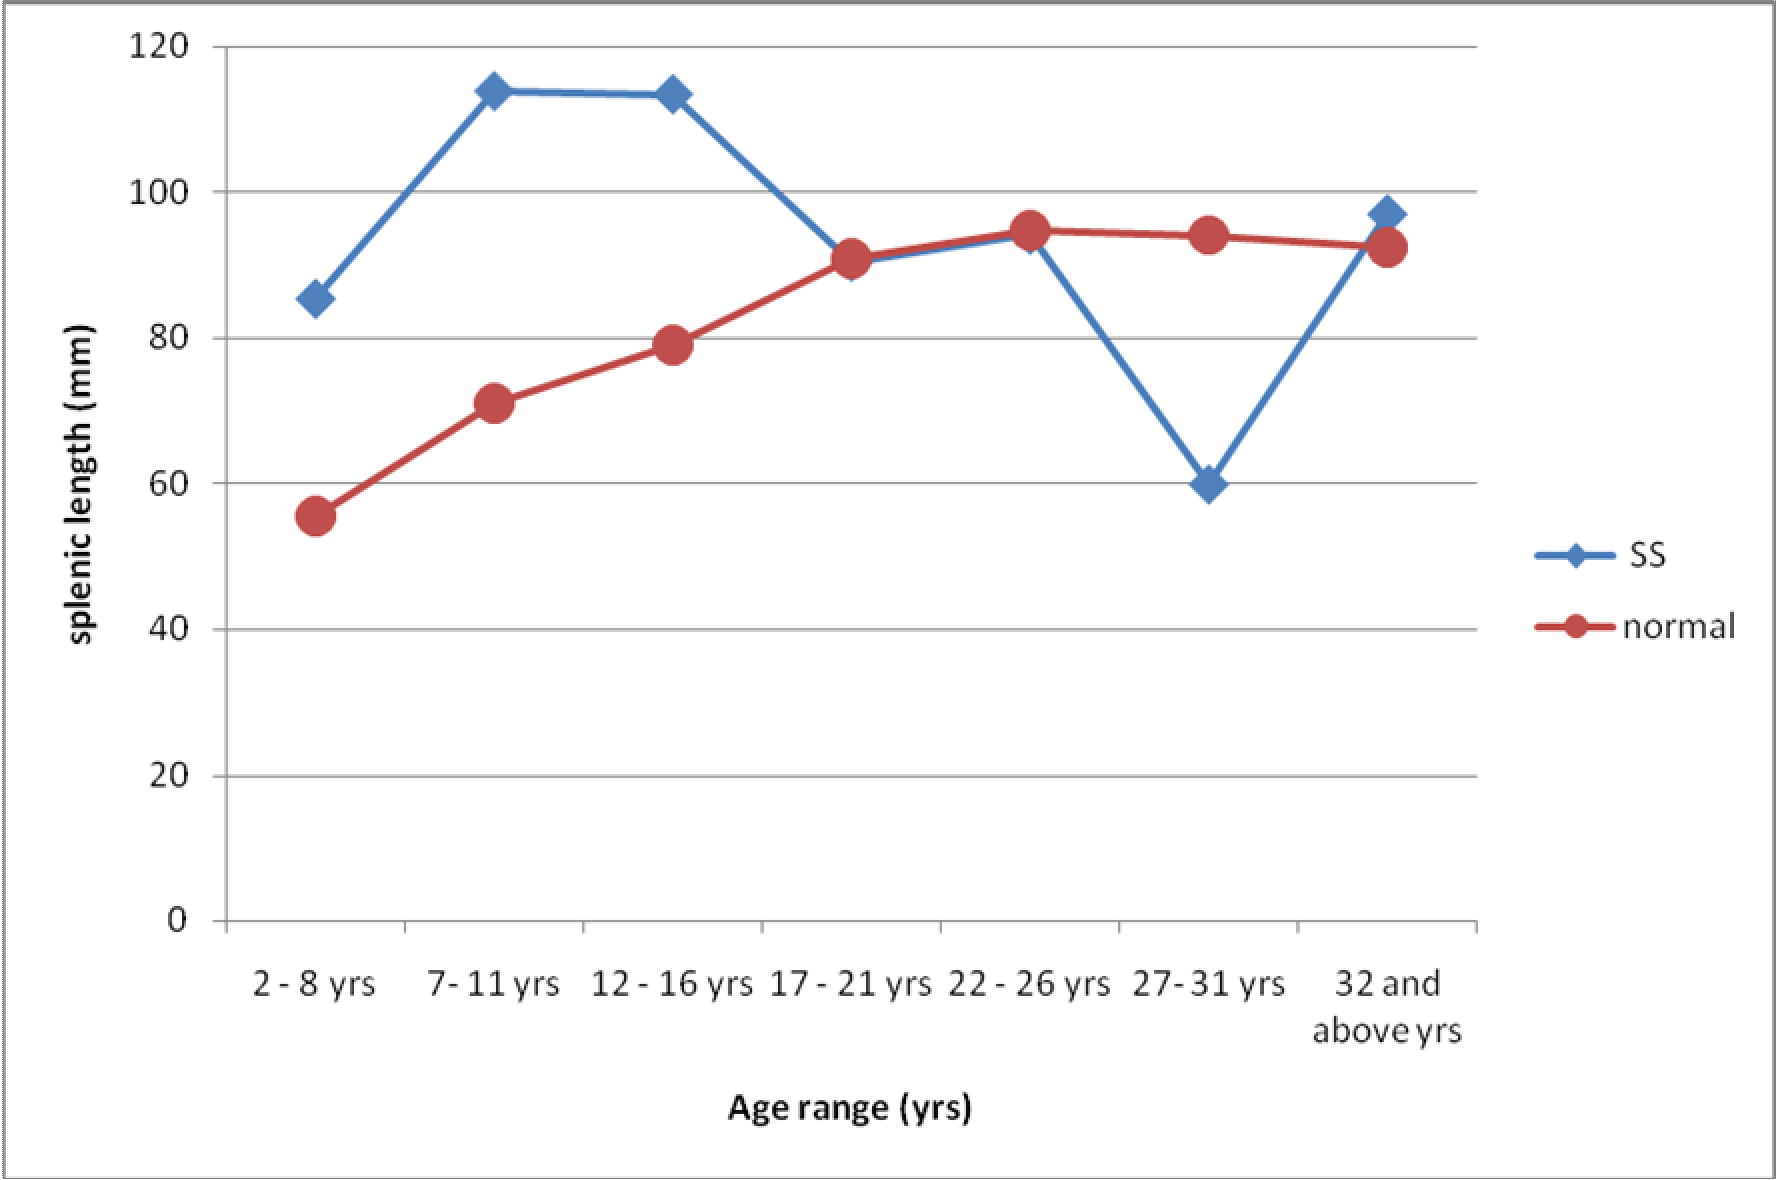 120
100
80
60
40
20
0
splenic length (mm)
2 - 8 yrs
7- 11 yrs
12 - 16 yrs
17 - 21 yrs
22 - 26 yrs
27- 31 yrs
32 and
above yrs
Age range (yrs)
SS
normal